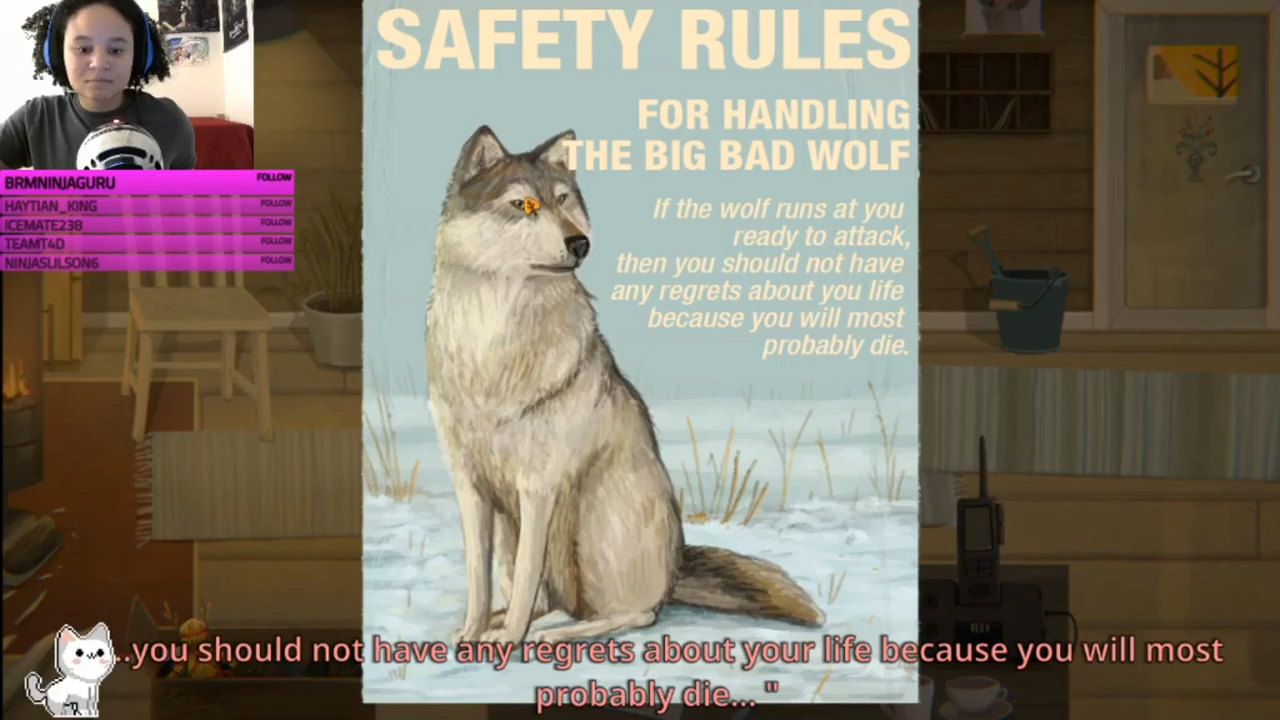 SAFETY RULES
FOR HANDLING
THE BIG BAD WOLF
If the wolf runs at you
ready to attack,
then you should not have
any regrets about you life
because you will most
probably die.
BRMNINJAGURU FOLLOW
HAYTIAN_KING FOLLOW
ICEMATE238 FOLLOW
TEAMT4D FOLLOW
NINJASLILSON6 FOLLOW
...you should not have any regrets about your life because you will most
probably die... "